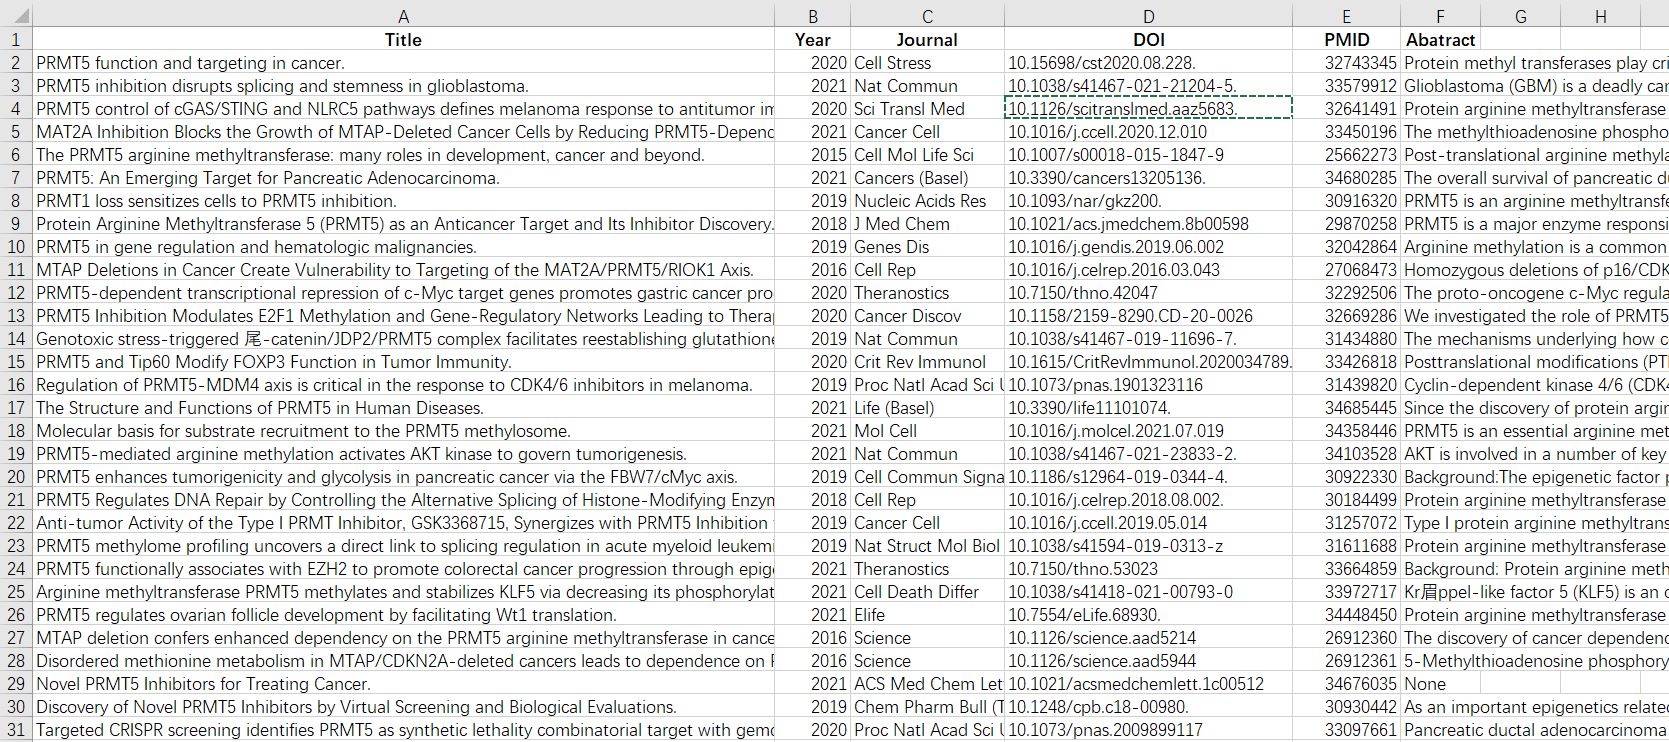 A B C D E F G H
1 Title Year Journal DOI PMID Abatract
2 PRMT5 function and targeting in cancer. 2020 Cell Stress 10.15698/cst2020.08.228. 32743345 Protein methyl transferases play cri
3 PRMT5 inhibition disrupts splicing and stemness in glioblastoma. 2021 Nat Commun 10.1038/s41467-021-21204-5. 33579912 Glioblastoma (GBM) is a deadly can
4 PRMT5 control of cGAS/STING and NLRC5 pathways defines melanoma response to antitumor im 2020 Sci Transl Med 10.1126/scitranslmed.aaz5683. 32641491 Protein arginine methyltransferase
5 MAT2A Inhibition Blocks the Growth of MTAP-Deleted Cancer Cells by Reducing PRMT5-Depend 2021 Cancer Cell 10.1016/j.ccell.2020.12.010 33450196 The methylthioadenosine phospho
6 The PRMT5 arginine methyltransferase: many roles in development, cancer and beyond. 2015 Cell Mol Life Sci 10.1007/s00018-015-1847-9 25662273 Post-translational arginine methyla
7 PRMT5: An Emerging Target for Pancreatic Adenocarcinoma. 2021 Cancers (Basel) 10.3390/cancers13205136. 34680285 The overall survival of pancreatic du
8 PRMT1 loss sensitizes cells to PRMT5 inhibition. 2019 Nucleic Acids Res 10.1093/nar/gkz200. 30916320 PRMT5 is an arginine methyltransfe
9 Protein Arginine Methyltransferase 5 (PRMT5) as an Anticancer Target and Its Inhibitor Discovery. 2018 J Med Chem 10.1021/acs.jmedchem.8b00598 29870258 PRMT5 is a major enzyme responsi
10 PRMT5 in gene regulation and hematologic malignancies. 2019 Genes Dis 10.1016/j.gendis.2019.06.002 32042864 Arginine methylation is a common
11 MTAP Deletions in Cancer Create Vulnerability to Targeting of the MAT2A/PRMT5/RIOK1 Axis. 2016 Cell Rep 10.1016/j.celrep.2016.03.043 27068473 Homozygous deletions of p16/CDK
12 PRMT5-dependent transcriptional repression of c-Myc target genes promotes gastric cancer pro 2020 Theranostics 10.7150/thno.42047 32292506 The proto-oncogene c-Myc regula
13 PRMT5 Inhibition Modulates E2F1 Methylation and Gene-Regulatory Networks Leading to Therap 2020 Cancer Discov 10.1158/2159-8290.CD-20-0026 32669286 We investigated the role of PRMT5
14 Genotoxic stress-triggered 尾-catenin/JDP2/PRMT5 complex facilitates reestablishing glutathione 2019 Nat Commun 10.1038/s41467-019-11696-7. 31434880 The mechanisms underlying how c
15 PRMT5 and Tip60 Modify FOXP3 Function in Tumor Immunity. 2020 Crit Rev Immunol 10.1615/CritRevImmunol.2020034789. 33426818 Posttranslational modifications (PT
16 Regulation of PRMT5-MDM4 axis is critical in the response to CDK4/6 inhibitors in melanoma. 2019 Proc Natl Acad Sci U 10.1073/pnas.1901323116 31439820 Cyclin-dependent kinase 4/6 (CDK4
17 The Structure and Functions of PRMT5 in Human Diseases. 2021 Life (Basel) 10.3390/life11101074. 34685445 Since the discovery of protein argin
18 Molecular basis for substrate recruitment to the PRMT5 methylosome. 2021 Mol Cell 10.1016/j.molcel.2021.07.019 34358446 PRMT5 is an essential arginine met
19 PRMT5-mediated arginine methylation activates AKT kinase to govern tumorigenesis. 2021 Nat Commun 10.1038/s41467-021-23833-2. 34103528 AKT is involved in a number of key
20 PRMT5 enhances tumorigenicity and glycolysis in pancreatic cancer via the FBW7/cMyc axis. 2019 Cell Commun Signa 10.1186/s12964-019-0344-4. 30922330 Background:The epigenetic factor p
21 PRMT5 Regulates DNA Repair by Controlling the Alternative Splicing of Histone-Modifying Enzym 2018 Cell Rep 10.1016/j.celrep.2018.08.002. 30184499 Protein arginine methyltransferase
22 Anti-tumor Activity of the Type I PRMT Inhibitor, GSK3368715, Synergizes with PRMT5 Inhibition 2019 Cancer Cell 10.1016/j.ccell.2019.05.014 31257072 Type I protein arginine methyltrans
23 PRMT5 methylome profiling uncovers a direct link to splicing regulation in acute myeloid leukemi 2019 Nat Struct Mol Biol 10.1038/s41594-019-0313-z 31611688 Protein arginine methyltransferase
24 PRMT5 functionally associates with EZH2 to promote colorectal cancer progression through epig 2021 Theranostics 10.7150/thno.53023 33664859 Background: Protein arginine meth
25 Arginine methyltransferase PRMT5 methylates and stabilizes KLF5 via decreasing its phosphorylat 2021 Cell Death Differ 10.1038/s41418-021-00793-0 33972717 Kr眉ppel-like factor 5 (KLF5) is an o
26 PRMT5 regulates ovarian follicle development by facilitating Wt1 translation. 2021 Elife 10.7554/eLife.68930. 34448450 Protein arginine methyltransferase
27 MTAP deletion confers enhanced dependency on the PRMT5 arginine methyltransferase in cance 2016 Science 10.1126/science.aad5214 26912360 The discovery of cancer dependenc
28 Disordered methionine metabolism in MTAP/CDKN2A-deleted cancers leads to dependence on P 2016 Science 10.1126/science.aad5944 26912361 5-Methylthioadenosine phosphory
29 Novel PRMT5 Inhibitors for Treating Cancer. 2021 ACS Med Chem Let 10.1021/acsmedchemlett.1c00512 34676035 None
30 Discovery of Novel PRMT5 Inhibitors by Virtual Screening and Biological Evaluations. 2019 Chem Pharm Bull (T 10.1248/cpb.c18-00980. 30930442 As an important epigenetics related
31 Targeted CRISPR screening identifies PRMT5 as synthetic lethality combinatorial target with gemc 2020 Proc Natl Acad Sci U 10.1073/pnas.2009899117 33097661 Pancreatic ductal adenocarcinoma